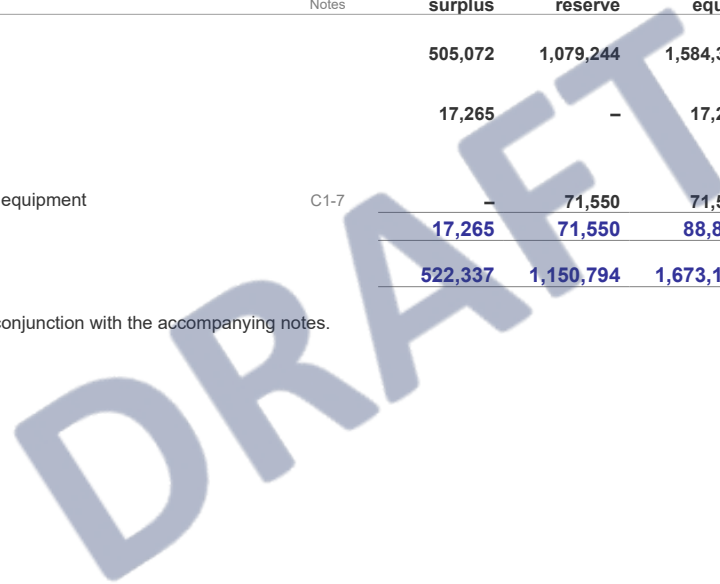 Notes surplus reserve
505,072 1,079,244 1,584,3
17,265 – 17,2
equipment C1-7 – 71,550 71,5
17,265 71,550 88,8
522,337 1,150,794 1,673,1
conjunction with the accompanying notes.
DRAFT